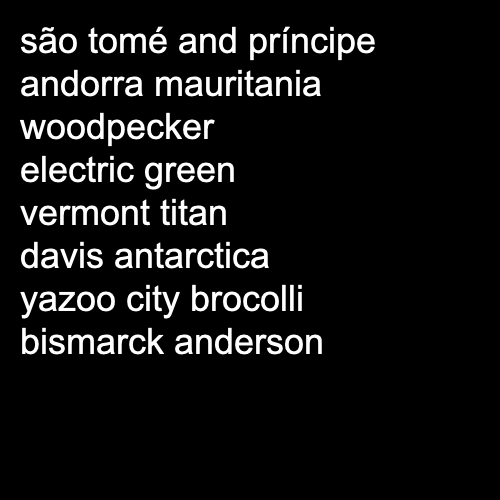 são tomé and príncipe
andorra mauritania
woodpecker
electric green
vermont titan
davis antarctica
yazoo city brocolli
bismarck anderson